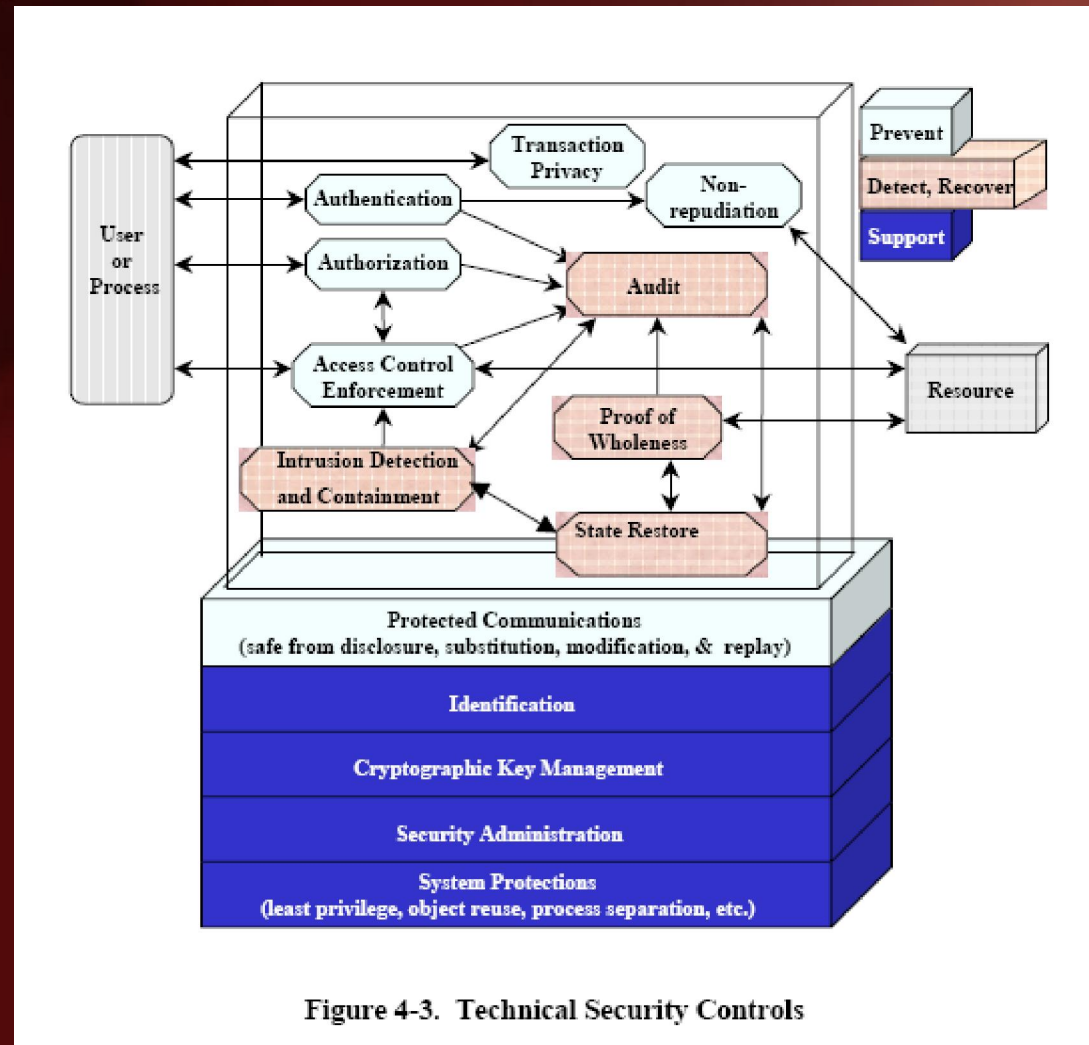 Transaction
Privacy
Prevent
Detect, Recover
Support
Non-
repudiation
Authentication
User
or
Process
Authorization
Audit
Access Control
Enforcement
Resource
Proof of
Wholeness
Intrusion Detection
and Containment
State Restore
Protected Communications
(safe from disclosure, substitution, modification, & replay)
Identification
Cryptographic Key Management
Security Administration
System Protections
(least privilege, object reuse, process separation, etc.)
Figure 4-3. Technical Security Controls